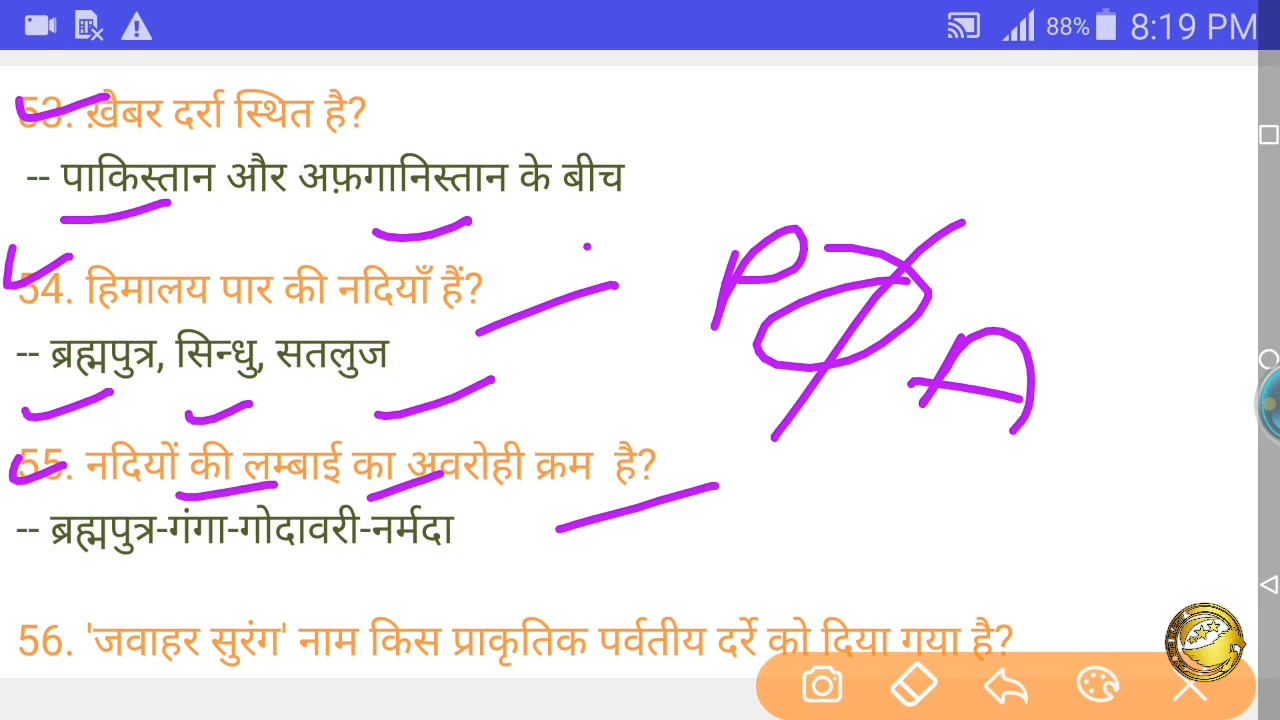 88% 8:19 PM
53. ख़ैबर दर्रा स्थित है?
-- पाकिस्तान और अफ़गानिस्तान के बीच
54. हिमालय पार की नदियाँ हैं?
-- ब्रह्मपुत्र, सिन्धु, सतलुज
55. नदियों की लम्बाई का अवरोही क्रम है?
-- ब्रह्मपुत्र-गंगा-गोदावरी-नर्मदा
56. 'जवाहर सुरंग' नाम किस प्राकृतिक पर्वतीय दर्रे को दिया गया है?
P
A